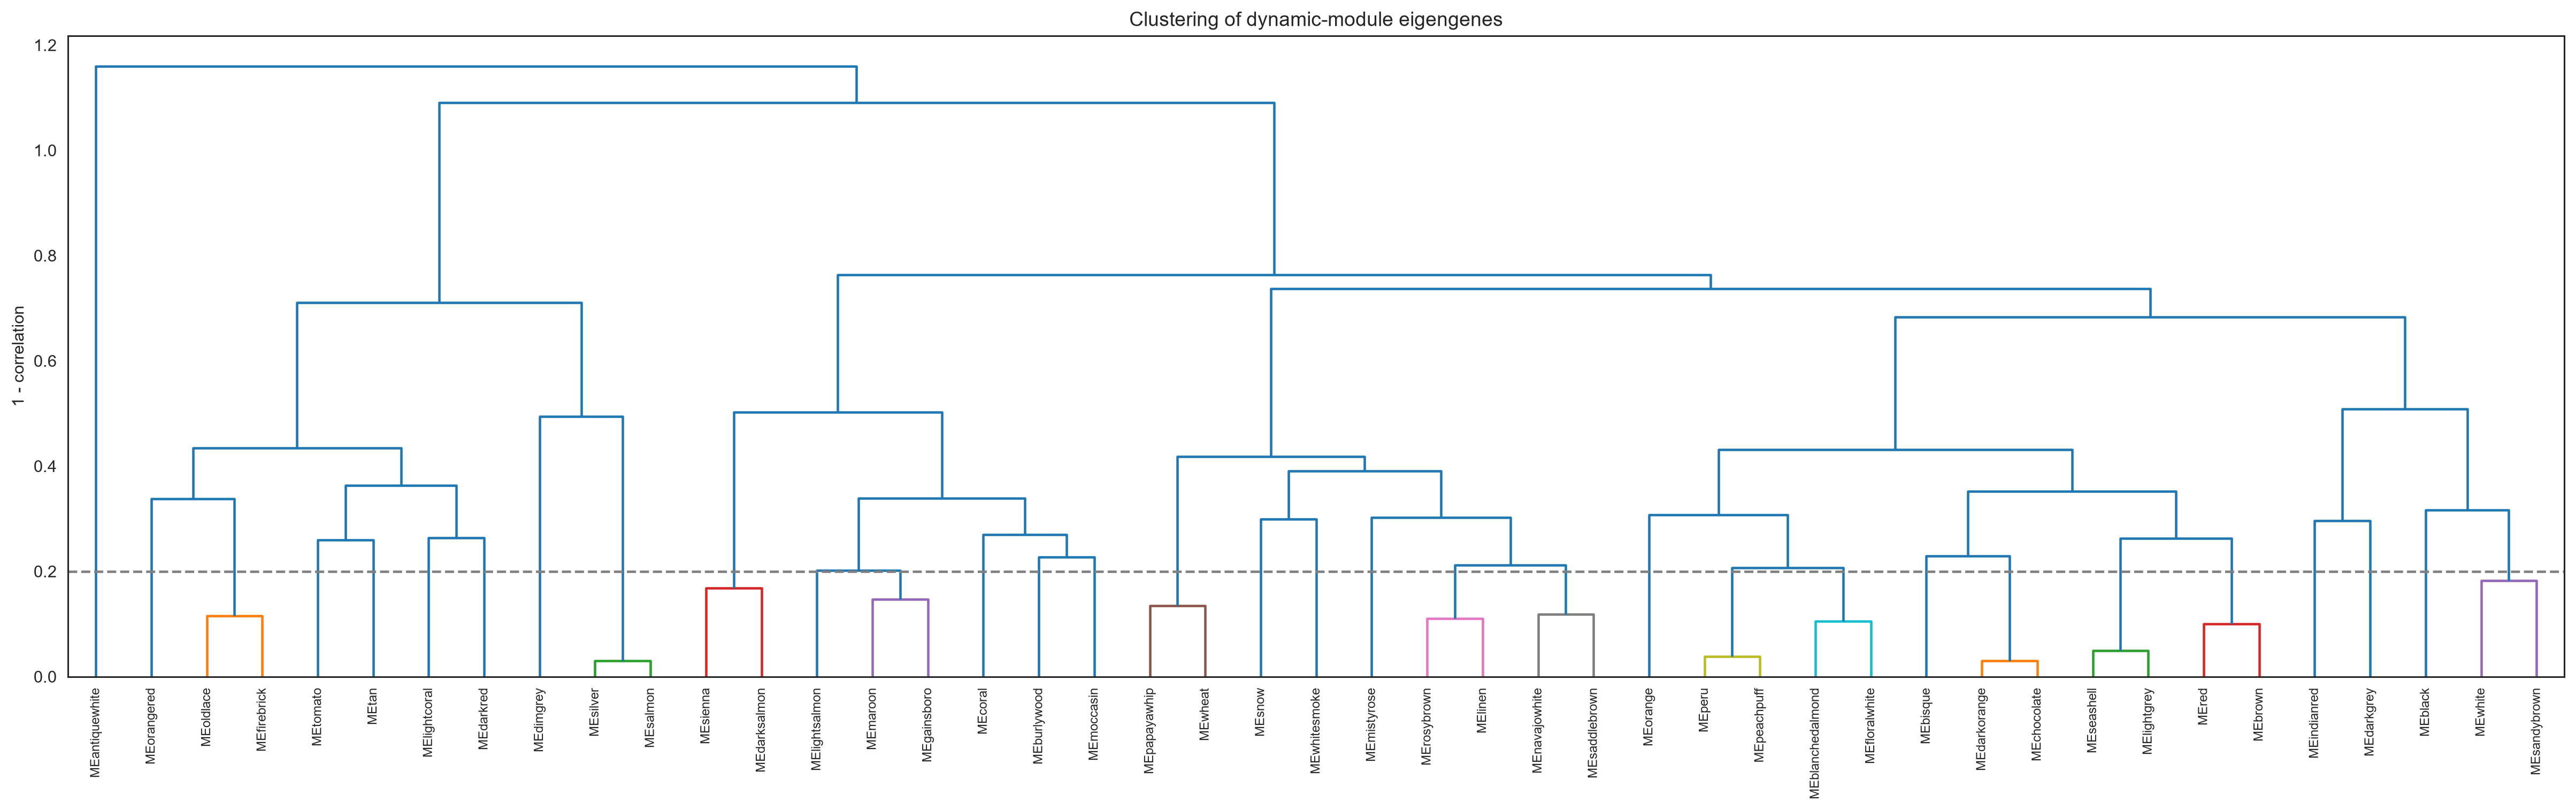 Clustering of dynamic-module eigengenes
1.2
1.0
0.8
0.6
0.4
0.2
0.0
1 - correlation
MEantiquewhite
MEorangered
MEoldlace
MEfirebrick
MEtomato
MEtan
MElightcoral
MEdarkred
MEdimgrey
MEsilver
MEsalmon
MEsienna
MEdarksalmon
MElightsalmon
MEmaroon
MEgainsboro
MEcoral
MEburlywood
MEmoccasin
MEpapayawhip
MEwheat
MEsnow
MEwhitesmoke
MEmistyrose
MErosybrown
MElinen
MEnavajowhite
MEsaddlebrown
MEorange
MEperu
MEpeachpuff
MEblanchedalmond
MEfloralwhite
MEbisque
MEdarkorange
MEchocolate
MEseashell
MElightgrey
MEred
MEbrown
MEindianred
MEdarkgrey
MEblack
MEwhite
MEsandybrown